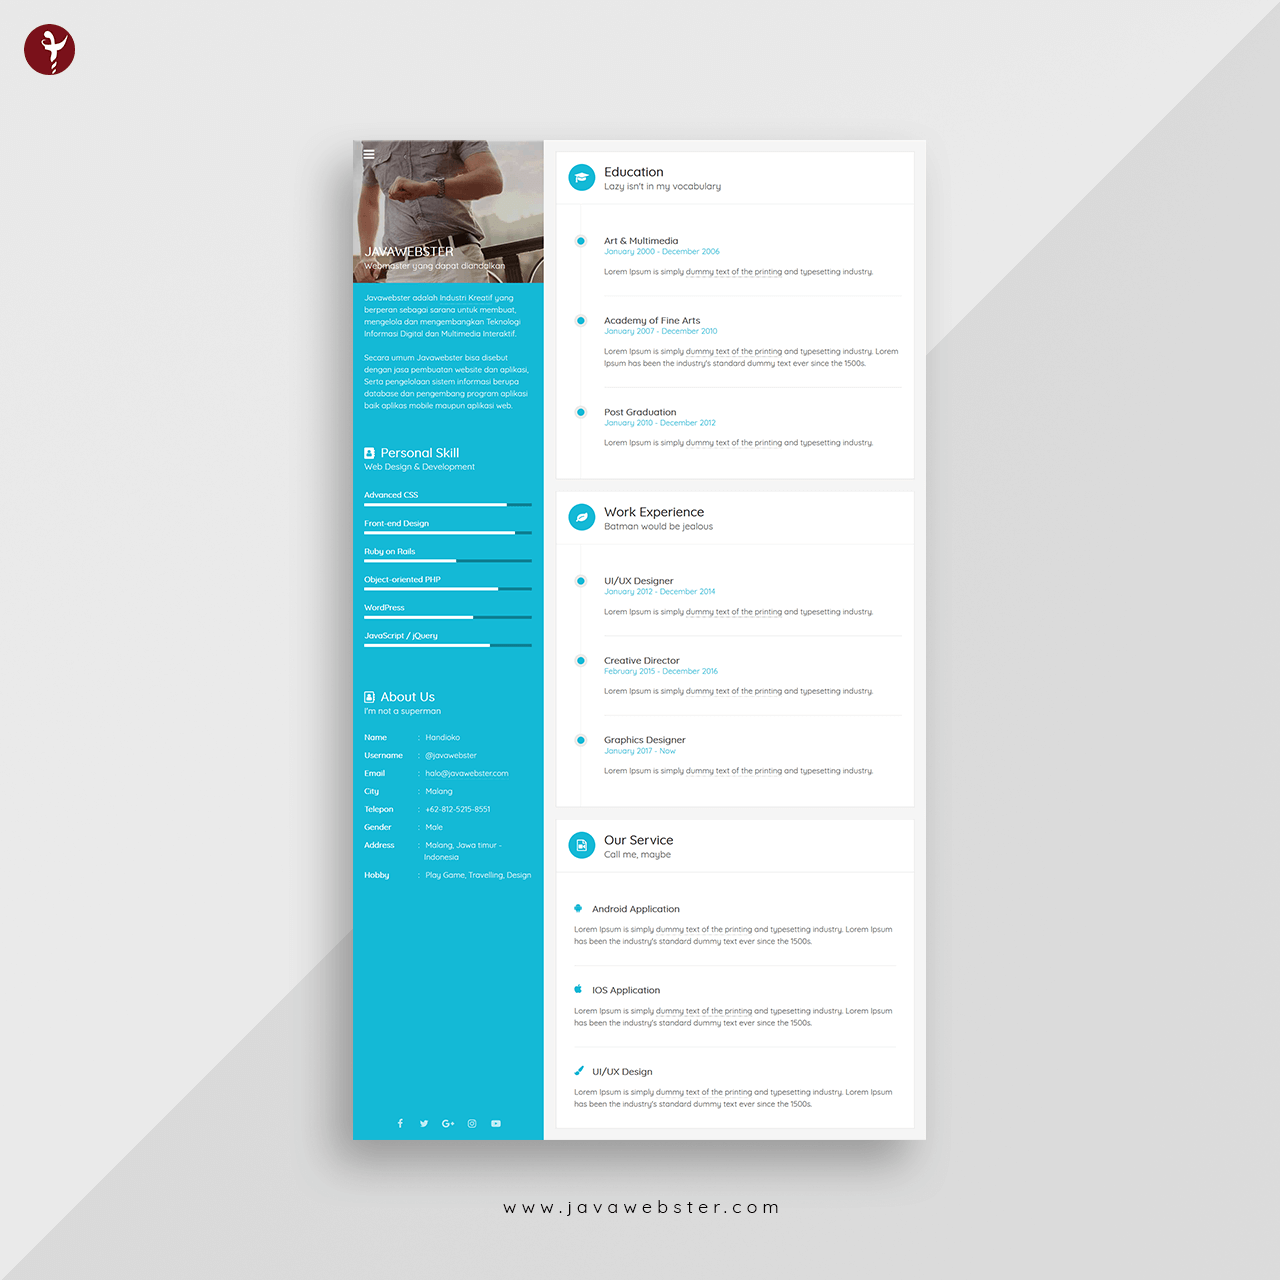 JAVAWEBSTER
Webmaster yang dapat diandalkan
Javawebster adalah Industri Kreatif yang
berperan sebagai sarana untuk membuat,
mengelola dan mengembangkan Teknologi
Informasi Digital dan Multimedia Interaktif.
Secara umum Javawebster bisa disebut
dengan jasa pembuatan website dan aplikasi,
Serta pengelolaan sistem informasi berupa
database dan pengembang program aplikasi
baik aplikas mobile maupun aplikasi web.
Personal Skill
Web Design & Development
Advanced CSS
Front-end Design
Ruby on Rails
Object-oriented PHP
WordPress
JavaScript / jQuery
About Us
I'm not a superman
Name : Handioko
Username : @javawebster
Email : halo@javawebster.com
City : Malang
Telepon : +62-812-5215-8551
Gender : Male
Address : Malang, Jawa timur -
Indonesia
Hobby : Play Game, Travelling, Design
Education
Lazy isn't in my vocabulary
Art & Multimedia
January 2000 - December 2006
Lorem Ipsum is simply dummy text of the printing and typesetting industry.
Academy of Fine Arts
January 2007 - December 2010
Lorem Ipsum is simply dummy text of the printing and typesetting industry. Lorem
Ipsum has been the industry's standard dummy text ever since the 1500s.
Post Graduation
January 2010 - December 2012
Lorem Ipsum is simply dummy text of the printing and typesetting industry.
Work Experience
Batman would be jealous
UI/UX Designer
January 2012 - December 2014
Lorem Ipsum is simply dummy text of the printing and typesetting industry.
Creative Director
February 2015 - December 2016
Lorem Ipsum is simply dummy text of the printing and typesetting industry.
Graphics Designer
January 2017 - Now
Lorem Ipsum is simply dummy text of the printing and typesetting industry.
Our Service
Call me, maybe
Android Application
Lorem Ipsum is simply dummy text of the printing and typesetting industry. Lorem Ipsum
has been the industry's standard dummy text ever since the 1500s.
IOS Application
Lorem Ipsum is simply dummy text of the printing and typesetting industry. Lorem Ipsum
has been the industry's standard dummy text ever since the 1500s.
UI/UX Design
Lorem Ipsum is simply dummy text of the printing and typesetting industry. Lorem Ipsum
has been the industry's standard dummy text ever since the 1500s.
www.javawebster.com